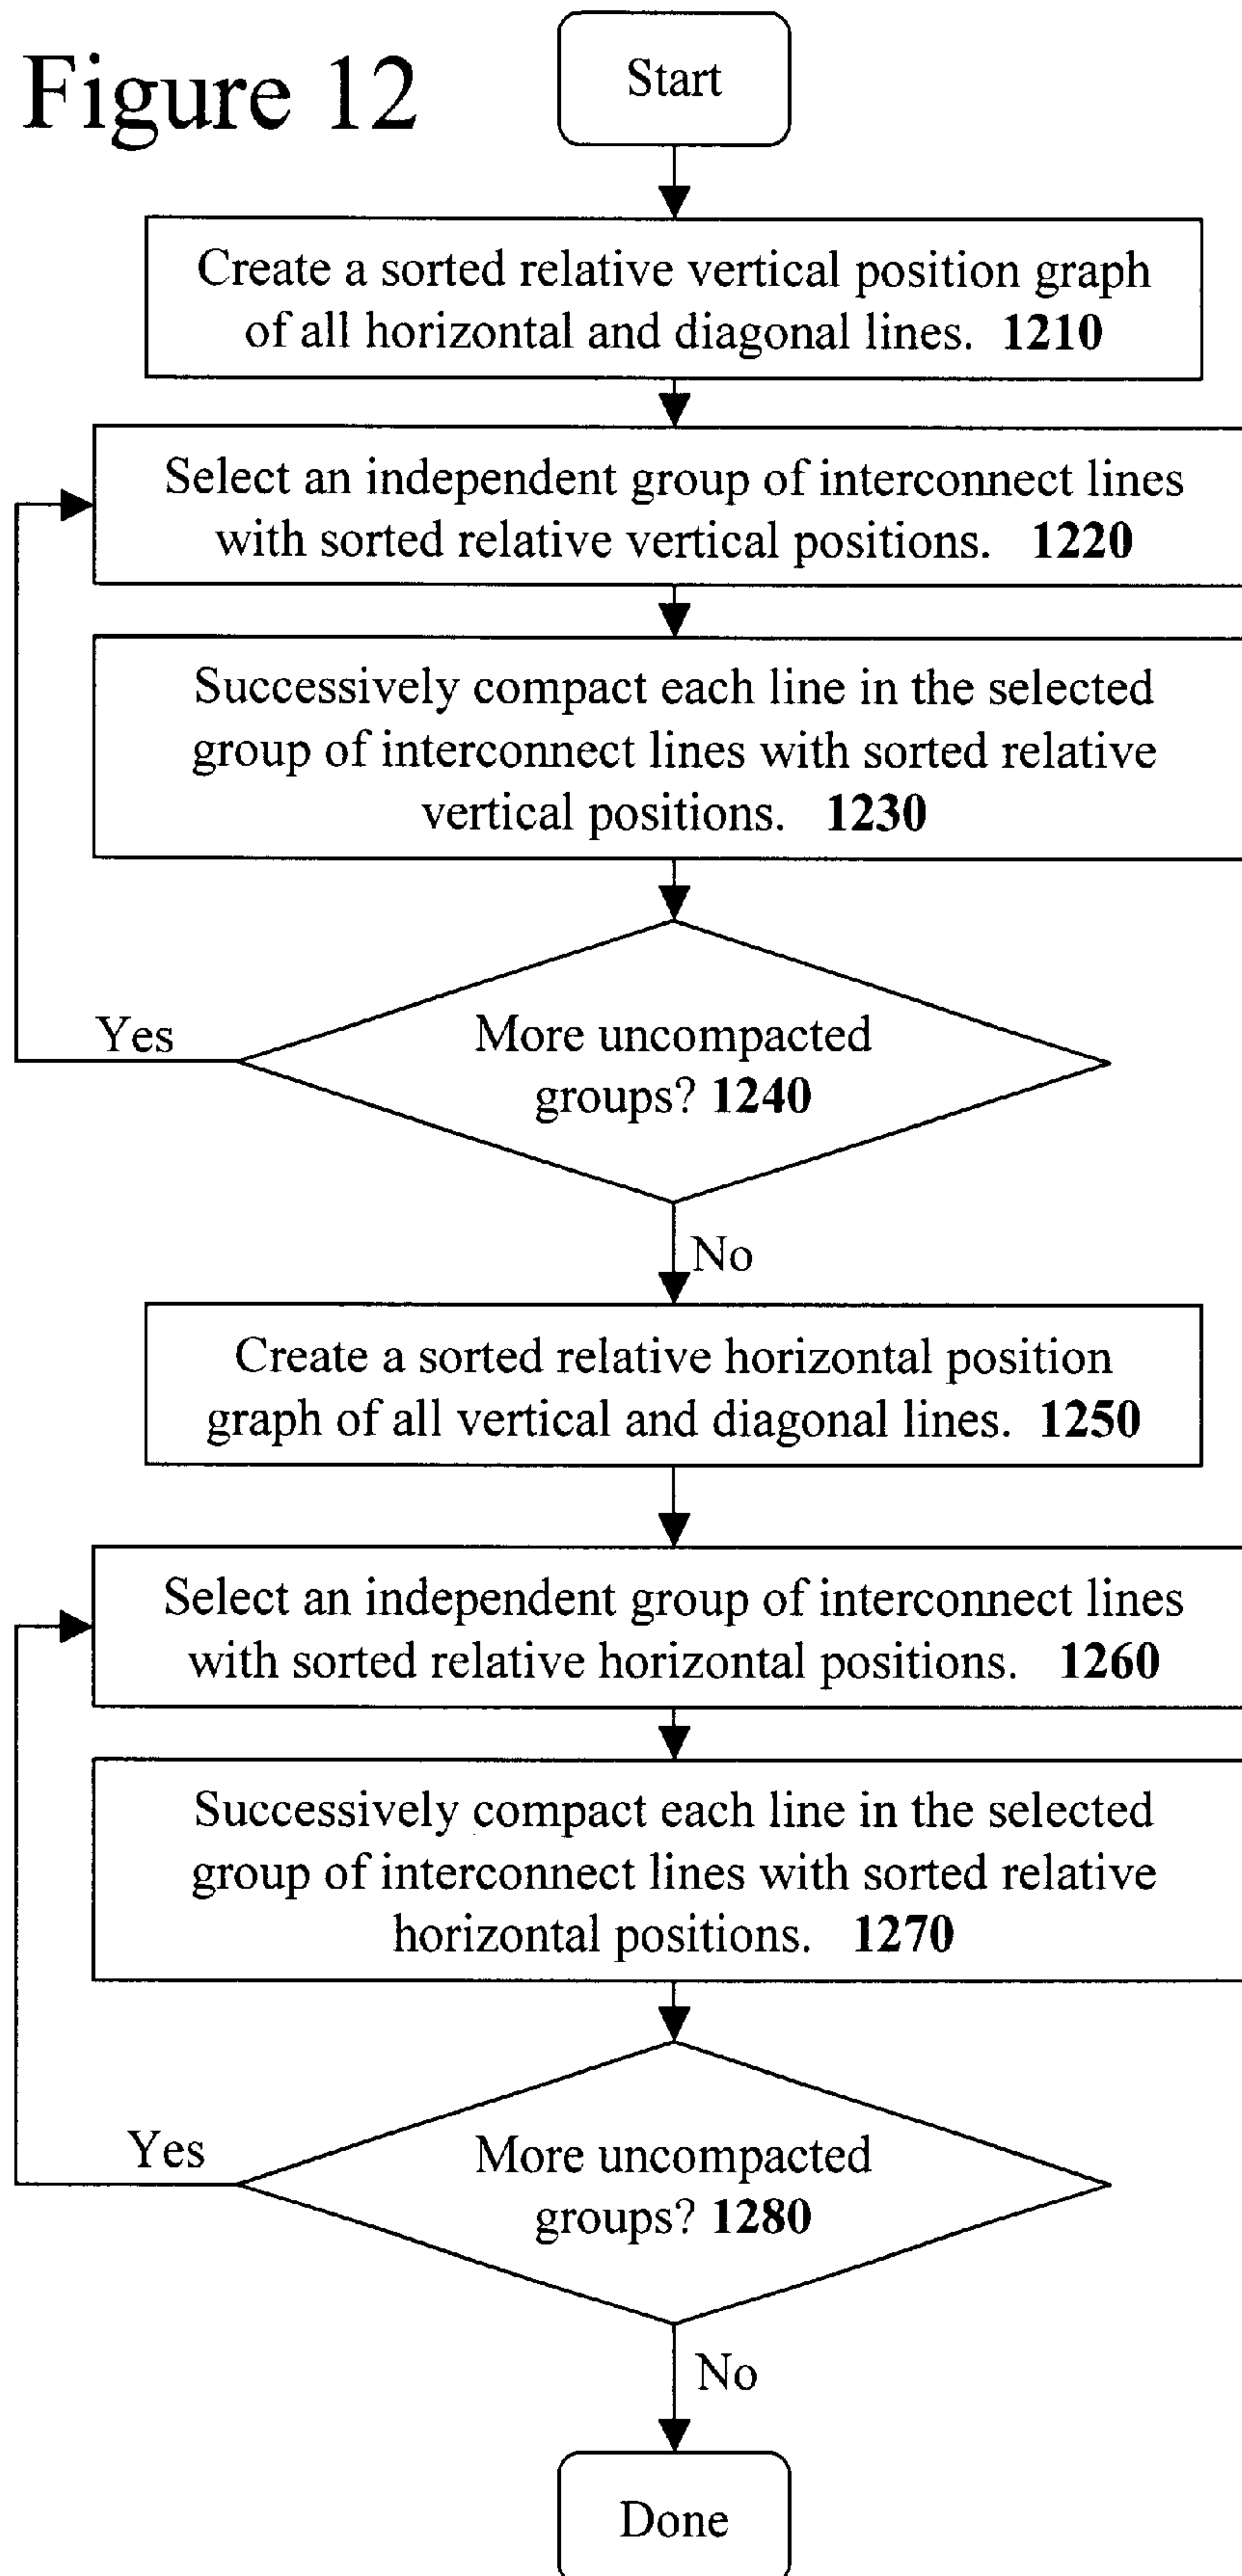 Figure 12
Start
Create a sorted relative vertical position graph
of all horizontal and diagonal lines. 1210
Select an independent group of interconnect lines
with sorted relative vertical positions. 1220
Successively compact each line in the selected
group of interconnect lines with sorted relative
vertical positions. 1230
Yes
More uncompacted
groups? 1240
No
Create a sorted relative horizontal position
graph of all vertical and diagonal lines. 1250
Select an independent group of interconnect lines
with sorted relative horizontal positions. 1260
Successively compact each line in the selected
group of interconnect lines with sorted relative
horizontal positions. 1270
Yes
More uncompacted
groups? 1280
No
Done